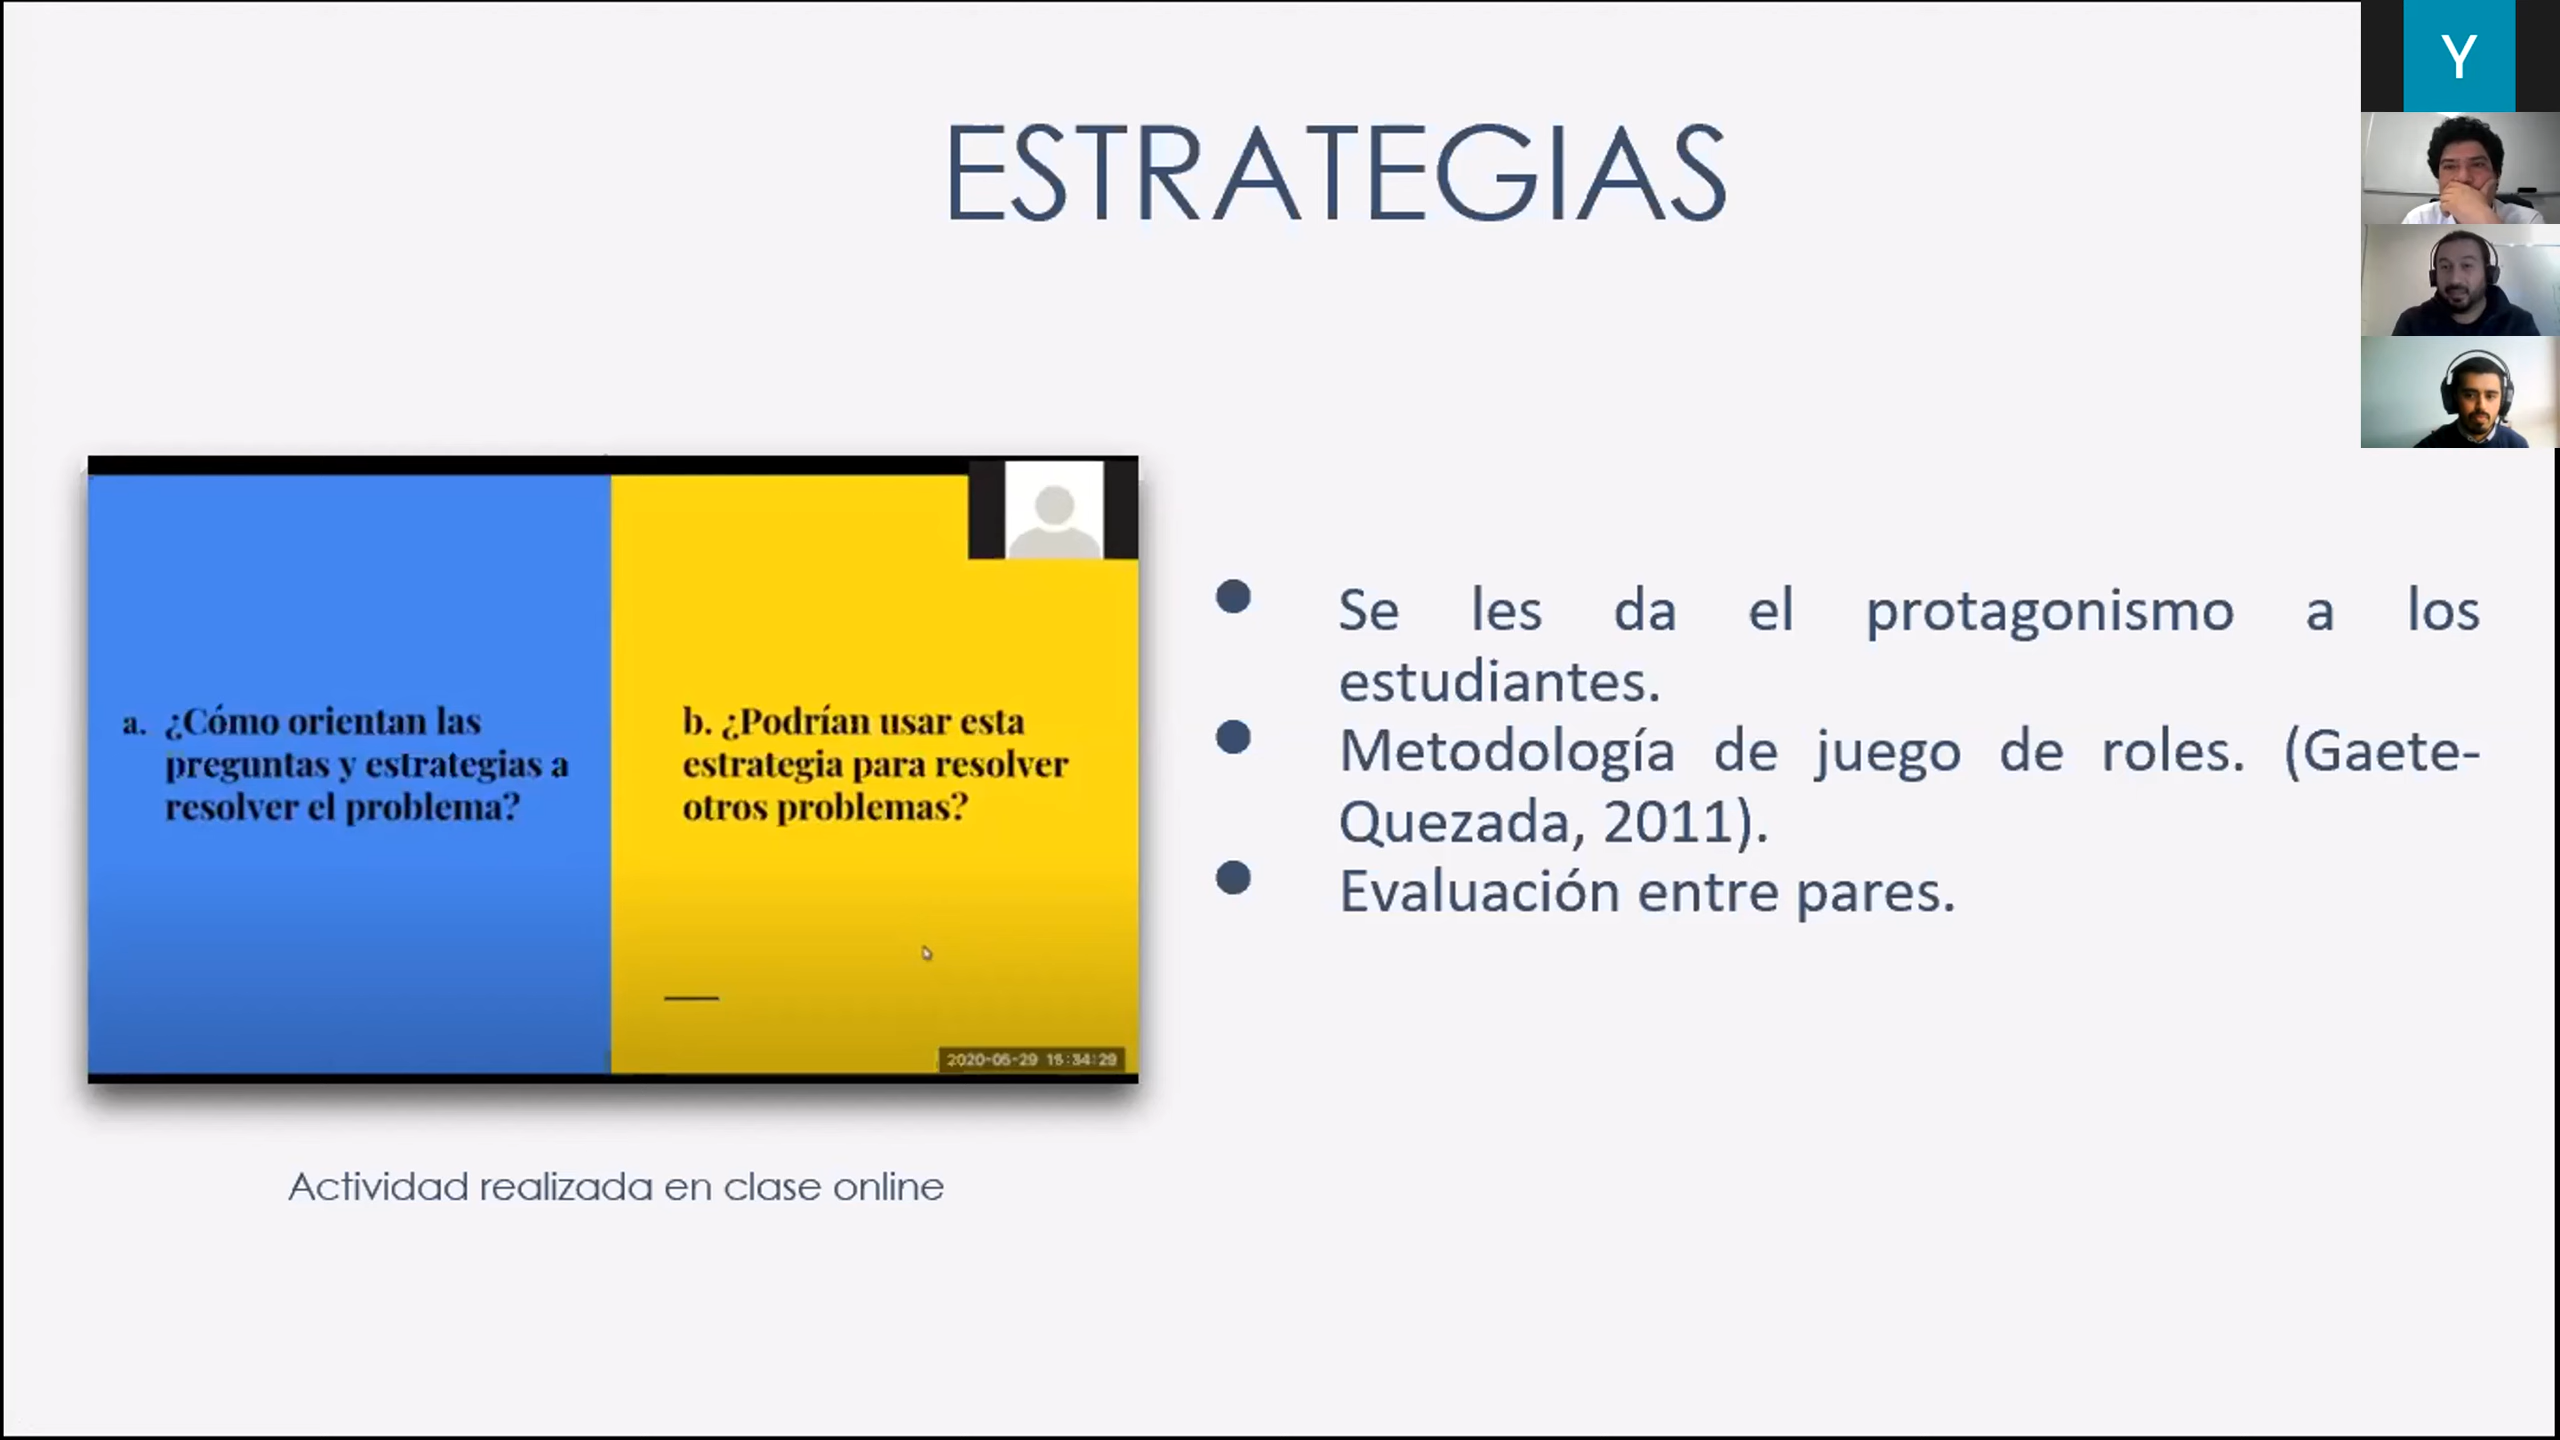 Y
ESTRATEGIAS
a. ¿Cómo orientan las
preguntas y estrategias a
resolver el problema?
b. ¿Podrían usar esta
estrategia para resolver
otros problemas?
2020-05-29 15:34:29
Actividad realizada en clase online
Se les da el protagonismo a los
estudiantes.
Metodología de juego de roles. (Gaete-
Quezada, 2011).
Evaluación entre pares.